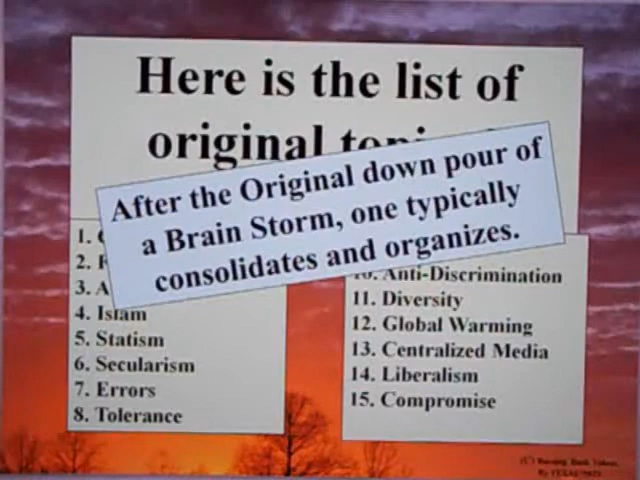 Here is the list of
original
After the Original down pour of
a Brain Storm, one typically
consolidates and organizes.
1.
2.
3. A
4. Islam
5. Statism
6. Secularism
7. Errors
8. Tolerance
10. Anti-Discrimination
11. Diversity
12. Global Warming
13. Centralized Media
14. Liberalism
15. Compromise